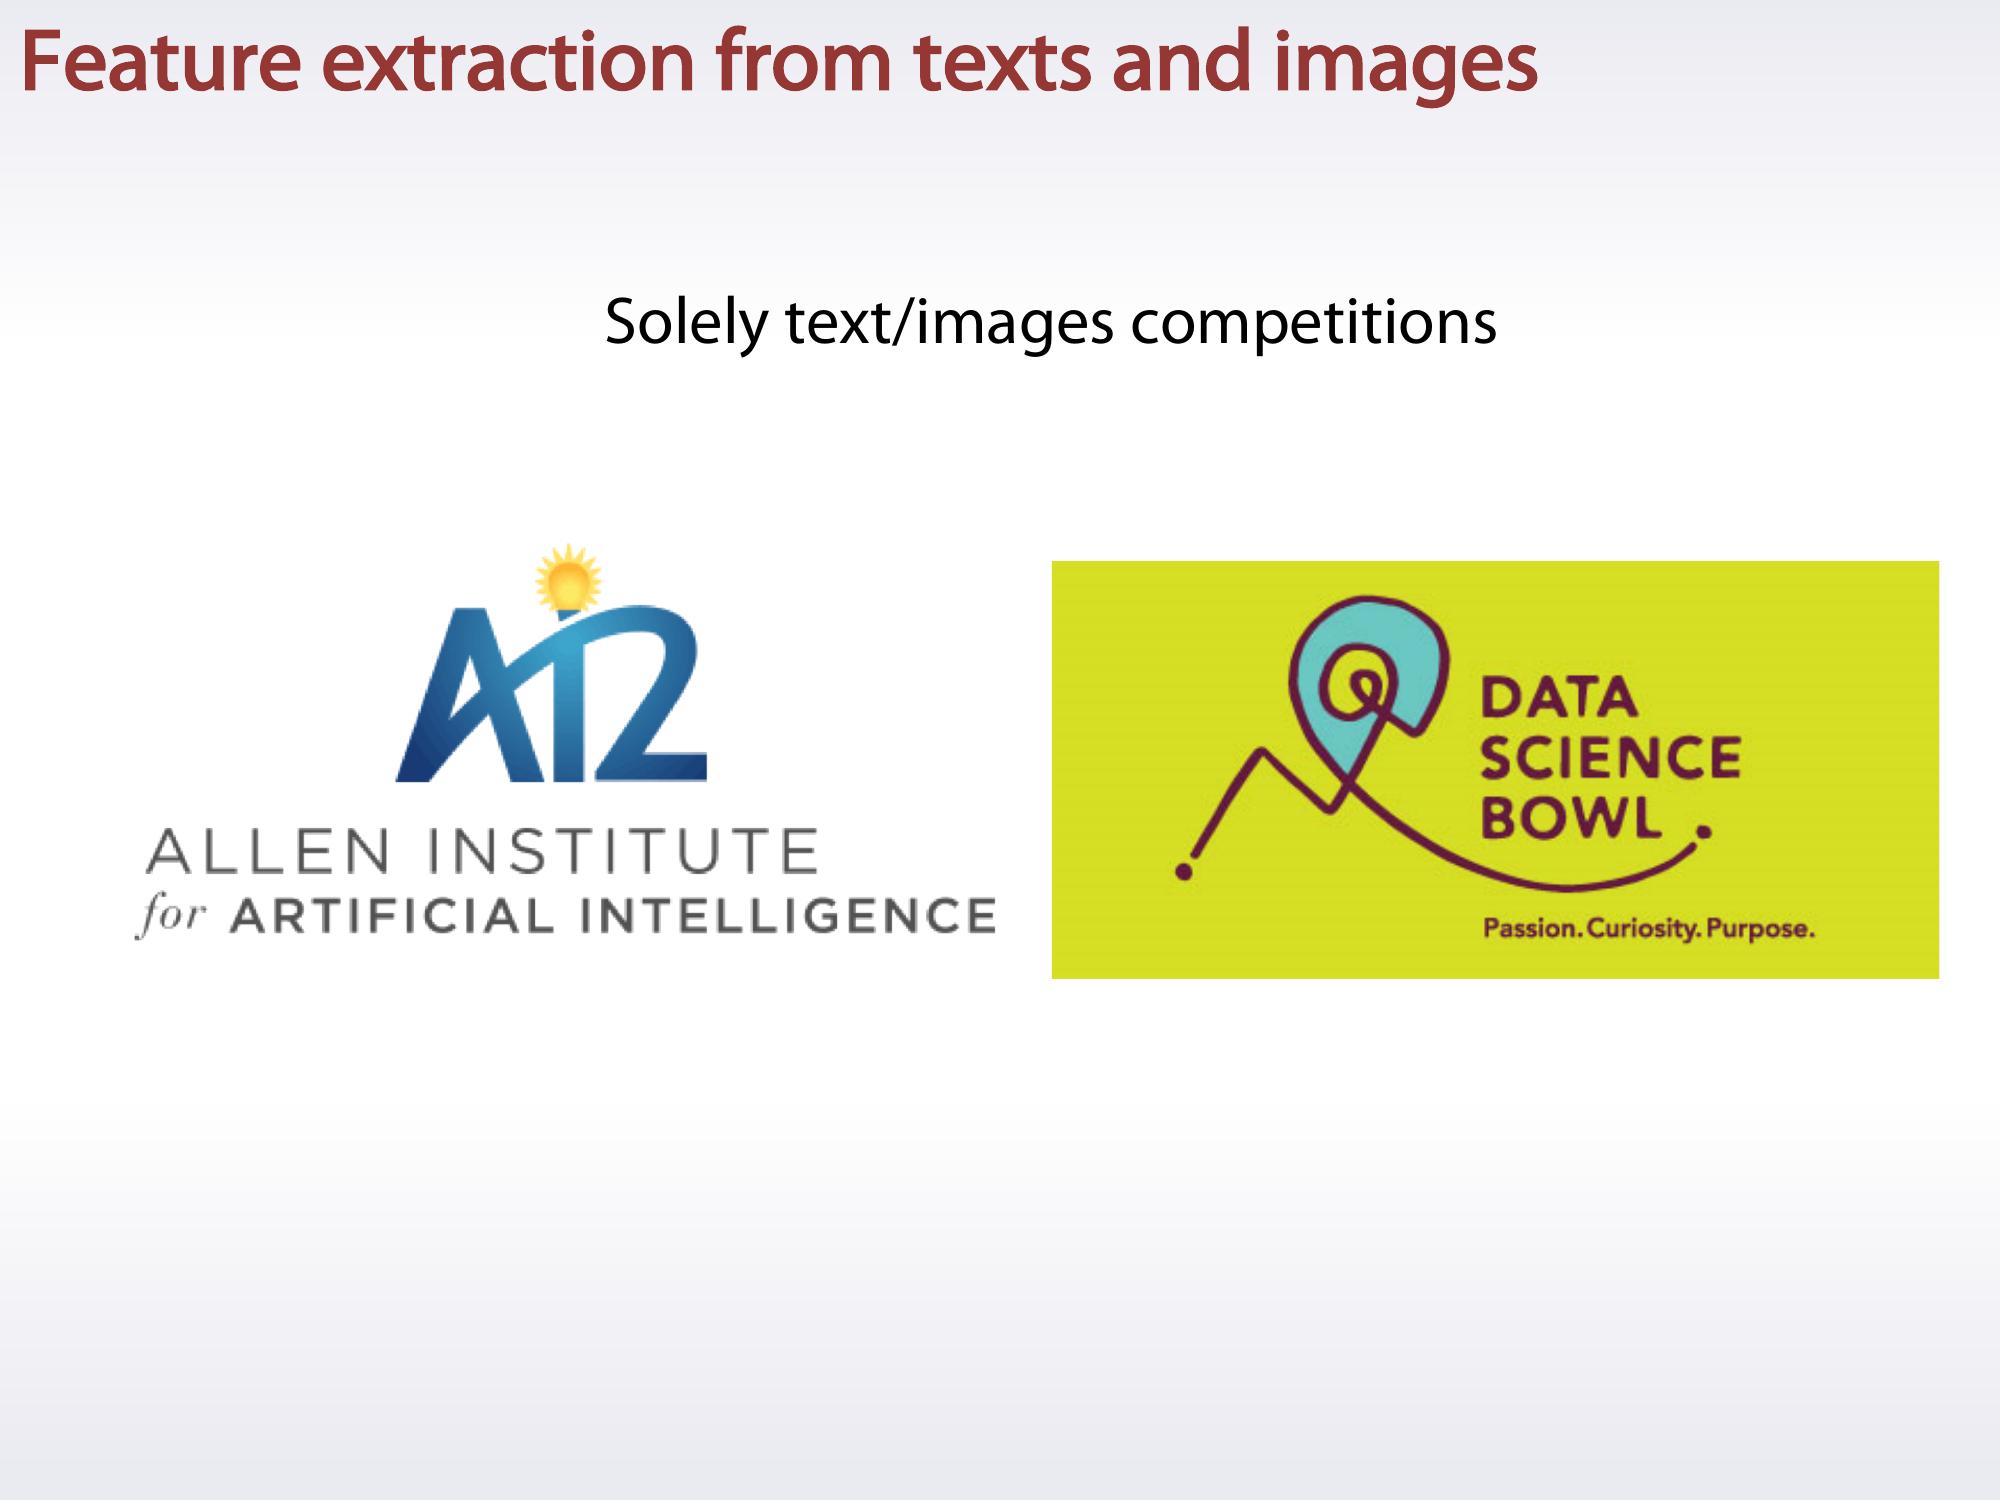 Feature extraction from texts and images
Solely text/images competitions
Ai2
ALLEN INSTITUTE
for ARTIFICIAL INTELLIGENCE
DATA
SCIENCE
BOWL
Passion. Curiosity. Purpose.